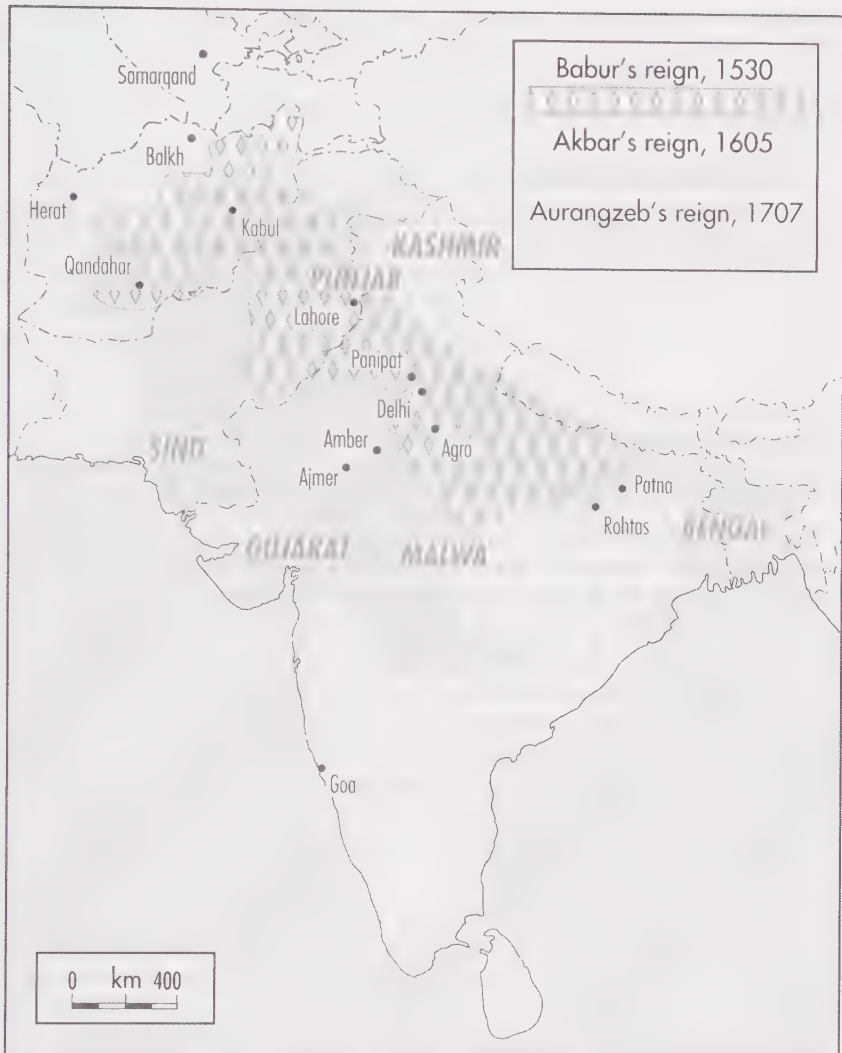 Samarqand
Babur's reign, 1530
Akbar's reign, 1605
Aurangzeb's reign, 1707
Balkh
Herat
Kabul
KASHMIR
Qandahar
PUNJAB
Lahore
Panipat
Delhi
SIND
Amber
Agra
Ajmer
Patna
Rohtas
BENGAL
GUJARAT
MALWA
Goa
0 km 400